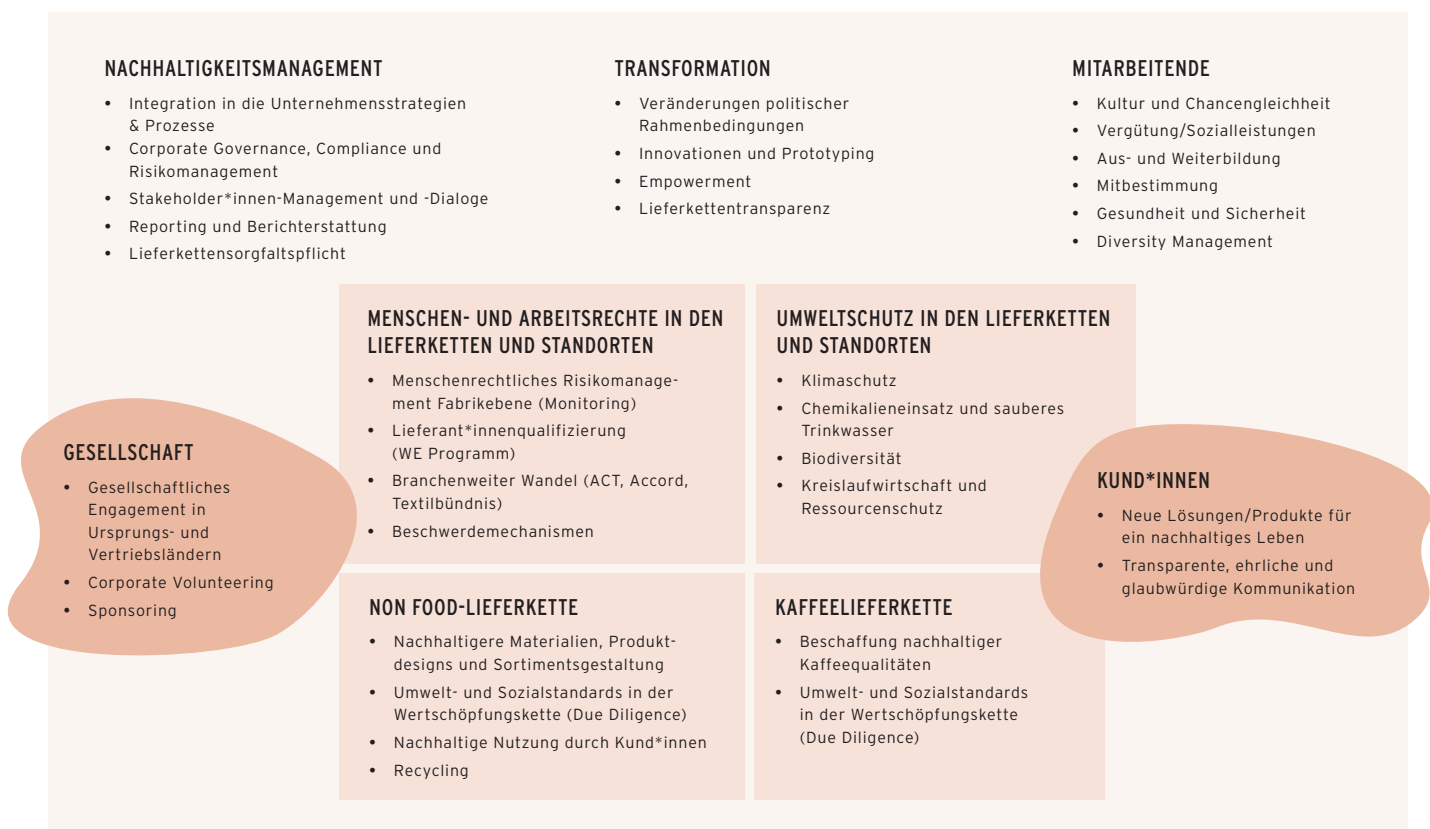 NACHHALTIGKEITSMANAGEMENT
• Integration in die Unternehmensstrategien
& Prozesse
• Corporate Governance, Compliance und
Risikomanagement
• Stakeholder*innen-Management und -Dialoge
• Reporting und Berichterstattung
• Lieferkettensorgfaltspflicht
TRANSFORMATION
• Veränderungen politischer
Rahmenbedingungen
• Innovationen und Prototyping
• Empowerment
• Lieferkettentransparenz
MITARBEITENDE
• Kultur und Chancengleichheit
• Vergütung/Sozialleistungen
• Aus- und Weiterbildung
• Mitbestimmung
• Gesundheit und Sicherheit
• Diversity Management
MENSCHEN- UND ARBEITSRECHTE IN DEN
LIEFERKETTEN UND STANDORTEN
• Menschenrechtliches Risikomanage-
ment Fabrikebene (Monitoring)
• Lieferant*innenqualifizierung
(WE Programm)
• Branchenweiter Wandel (ACT, Accord,
Textilbündnis)
• Beschwerdemechanismen
UMWELTSCHUTZ IN DEN LIEFERKETTEN
UND STANDORTEN
• Klimaschutz
• Chemikalieneinsatz und sauberes
Trinkwasser
• Biodiversität
• Kreislaufwirtschaft und
Ressourcenschutz
GESELLSCHAFT
• Gesellschaftliches
Engagement in
Ursprungs- und
Vertriebsländern
• Corporate Volunteering
• Sponsoring
KUND*INNEN
• Neue Lösungen/Produkte für
ein nachhaltiges Leben
• Transparente, ehrliche und
glaubwürdige Kommunikation
NON FOOD-LIEFERKETTE
• Nachhaltigere Materialien, Produkt-
designs und Sortimentsgestaltung
• Umwelt- und Sozialstandards in der
Wertschöpfungskette (Due Diligence)
• Nachhaltige Nutzung durch Kund*innen
• Recycling
KAFFEELIEFERKETTE
• Beschaffung nachhaltiger
Kaffeequalitäten
• Umwelt- und Sozialstandards
in der Wertschöpfungskette
(Due Diligence)